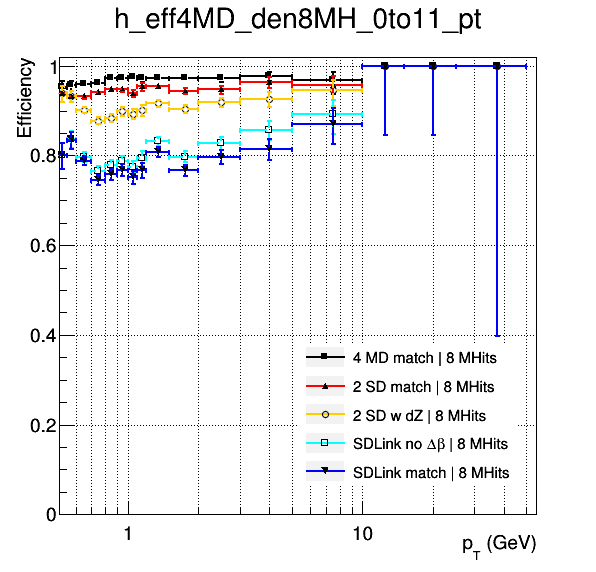 h_eff4MD_den8MH_0to11_pt
Efficiency
1
0.8
0.6
0.4
0.2
0
4 MD match | 8 MHits
2 SD match | 8 MHits
2 SD w dZ | 8 MHits
SDLink no Δβ | 8 MHits
SDLink match | 8 MHits
1
10
p_T (GeV)